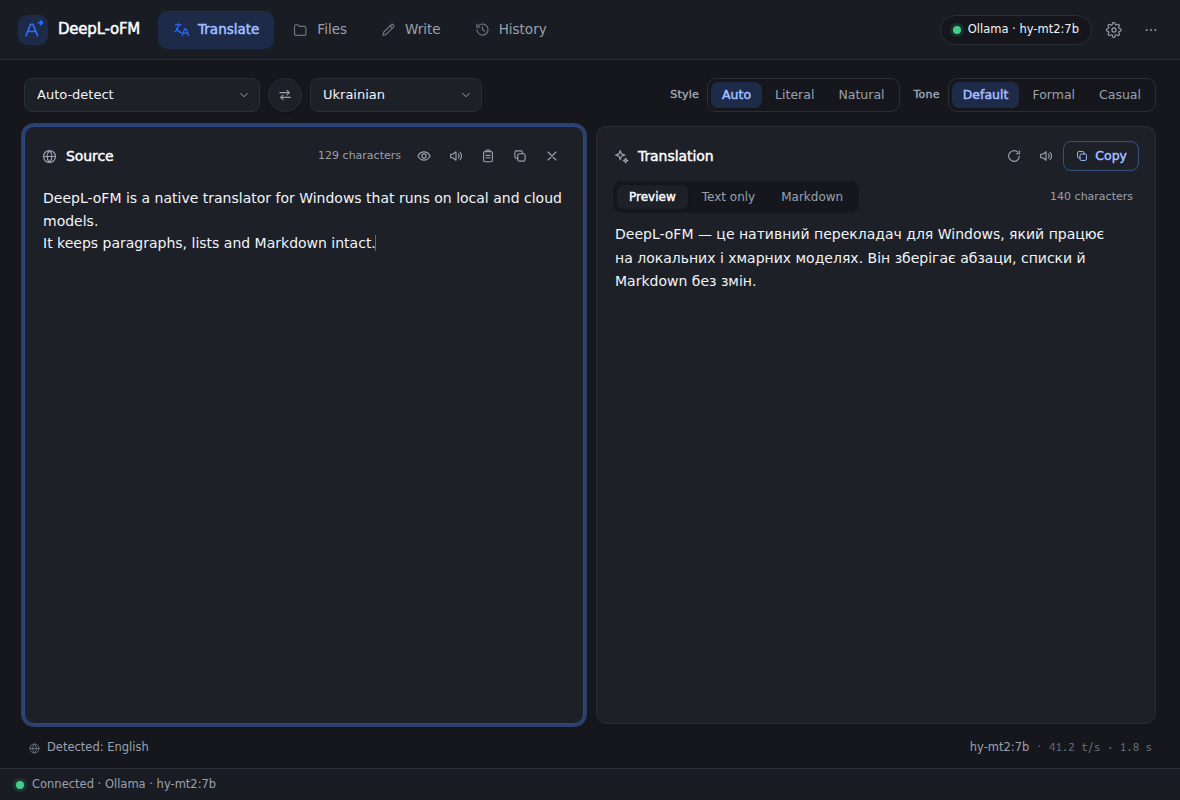 DeepL-oFM
Translate
Files
Write
History
Ollama · hy-mt2:7b
Auto-detect
Ukrainian
Style
Auto
Literal
Natural
Tone
Default
Formal
Casual
Source
129 characters
DeepL-oFM is a native translator for Windows that runs on local and cloud
models.
It keeps paragraphs, lists and Markdown intact.
Translation
Copy
Preview
Text only
Markdown
140 characters
DeepL-oFM — це нативний перекладач для Windows, який працює
на локальних і хмарних моделях. Він зберігає абзаци, списки й
Markdown без змін.
Detected: English
hy-mt2:7b · 41.2 t/s · 1.8 s
Connected · Ollama · hy-mt2:7b